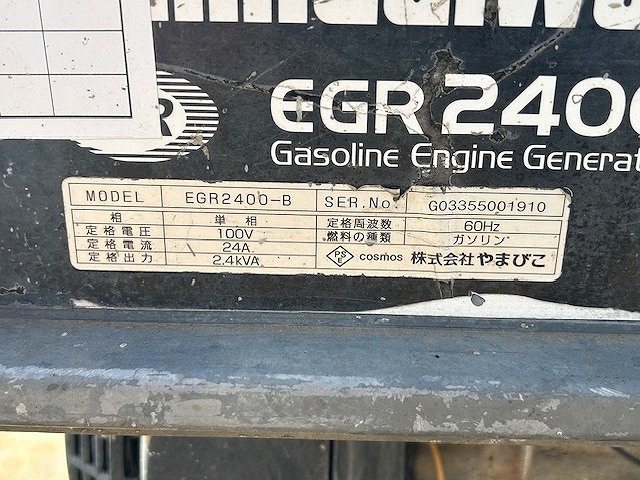 EGR2400
Gasoline Engine Generat
MODEL EGR2400-B SER.No. G03355001910
相 単相 定格周波数 60Hz
定格電圧 100V 燃料の種類 ガソリン
定格電流 24A
定格出力 2.4kVA PSE cosmos 株式会社やまびこ